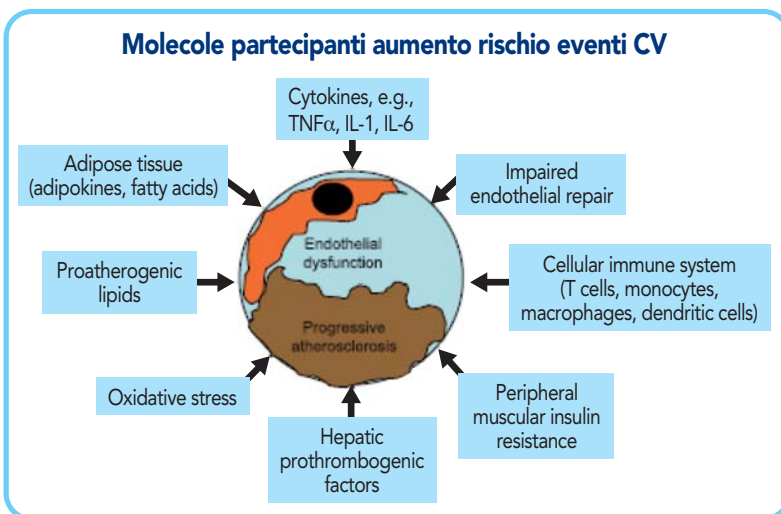 Molecole partecipanti aumento rischio eventi CV
Cytokines, e.g.,
TNFα, IL-1, IL-6
Adipose tissue
(adipokines, fatty acids)
Impaired
endothelial repair
Endothelial
dysfunction
Proatherogenic
lipids
Cellular immune system
(T cells, monocytes,
macrophages, dendritic cells)
Progressive
atherosclerosis
Oxidative stress
Peripheral
muscular insulin
resistance
Hepatic
prothrombogenic
factors